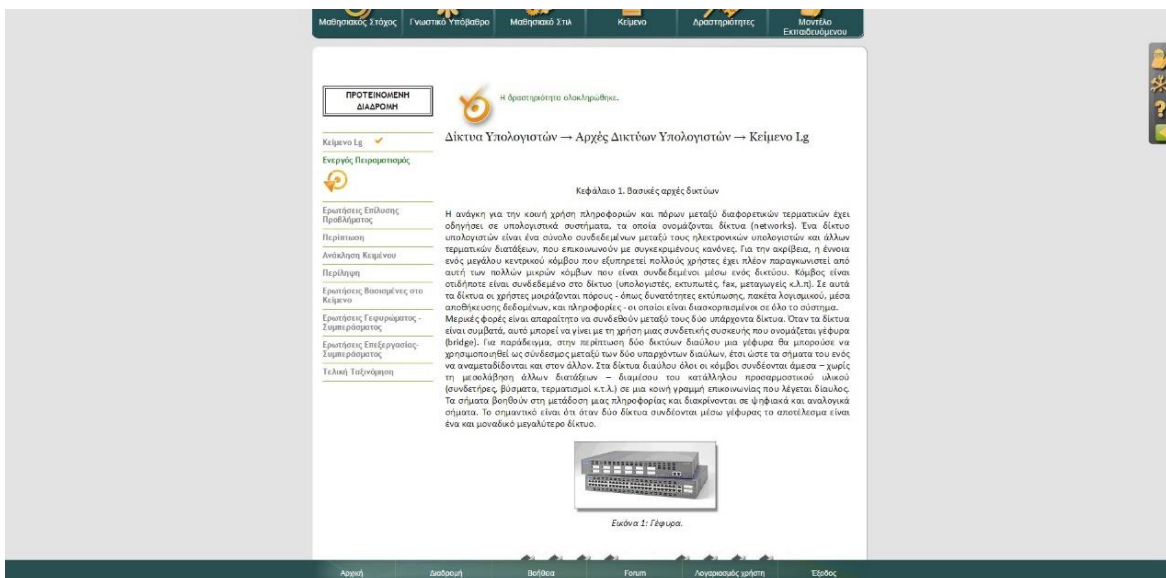 Μαθησιακός Στόχος
Γνωστικό Υπόβαθρο
Μαθησιακό Στιλ
Κείμενο
Δραστηριότητες
Μοντέλο
Εκπαιδευόμενου
ΠΡΟΤΕΙΝΟΜΕΝΗ
ΔΙΑΔΡΟΜΗ
Η δραστηριότητα ολοκληρώθηκε.
Κείμενο Lg
Ενεργός Πειραματισμός
Ερωτήσεις Επίλυσης
Προβλήματος
Περίπτωση
Ανάκληση Κειμένου
Περίληψη
Ερωτήσεις Βασισμένες στο
Κείμενο
Ερωτήσεις Γεφυρώματος -
Συμπεράσματος
Ερωτήσεις Επεξεργασίας-
Συμπεράσματος
Τελική Ταξινόμηση
Δίκτυα Υπολογιστών → Αρχές Δικτύων Υπολογιστών → Κείμενο Lg
Κεφάλαιο 1. Βασικές αρχές δικτύων
Η ανάγκη για την κοινή χρήση πληροφοριών και πόρων μεταξύ διαφορετικών τερματικών έχει
οδηγήσει σε υπολογιστικά συστήματα, τα οποία ονομάζονται δίκτυα (networks). Ένα δίκτυο
υπολογιστών είναι ένα σύνολο συνδεδεμένων μεταξύ τους ηλεκτρονικών υπολογιστών και άλλων
τερματικών διατάξεων, που επικοινωνούν με συγκεκριμένους κανόνες. Για την ακρίβεια, η έννοια
ενός μεγάλου κεντρικού κόμβου που εξυπηρετεί πολλούς χρήστες έχει πλέον παραγκωνιστεί από
αυτή των πολλών μικρών κόμβων που είναι συνδεδεμένοι μέσω ενός δικτύου. Κόμβος είναι
οτιδήποτε είναι συνδεδεμένο στο δίκτυο (υπολογιστές, εκτυπωτές, fax, μεταγωγείς κ.λ.π). Σε αυτά
τα δίκτυα οι χρήστες μοιράζονται πόρους - όπως δυνατότητες εκτύπωσης, πακέτα λογισμικού, μέσα
αποθήκευσης δεδομένων, και πληροφορίες - οι οποίοι είναι διασκορπισμένοι σε όλο το σύστημα.
Μερικές φορές είναι απαραίτητο να συνδεθούν μεταξύ τους δύο υπάρχοντα δίκτυα. Όταν τα δίκτυα
είναι συμβατά, αυτό μπορεί να γίνει με τη χρήση μιας συνδετικής συσκευής που ονομάζεται γέφυρα
(bridge). Για παράδειγμα, στην περίπτωση δύο δικτύων διαύλου μια γέφυρα θα μπορούσε να
χρησιμοποιηθεί ως σύνδεσμος μεταξύ των δύο υπαρχόντων διαύλων, έτσι ώστε τα σήματα του ενός
να αναμεταδίδονται και στον άλλον. Στα δίκτυα διαύλου όλοι οι κόμβοι συνδέονται άμεσα – χωρίς
τη μεσολάβηση άλλων διατάξεων – διαμέσου του κατάλληλου προσαρμοστικού υλικού
(συνδετήρες, βύσματα, τερματισμοί κ.τ.λ.) σε μια κοινή γραμμή επικοινωνίας που λέγεται δίαυλος.
Τα σήματα βοηθούν στη μετάδοση μιας πληροφορίας και διακρίνονται σε ψηφιακά και αναλογικά
σήματα. Το σημαντικό είναι ότι όταν δύο δίκτυα συνδέονται μέσω γέφυρας το αποτέλεσμα είναι
ένα και μοναδικό μεγαλύτερο δίκτυο.
Εικόνα 1: Γέφυρα.
Αρχική
Διαδρομή
Βοήθεια
Forum
Λογαριασμός χρήστη
Έξοδος